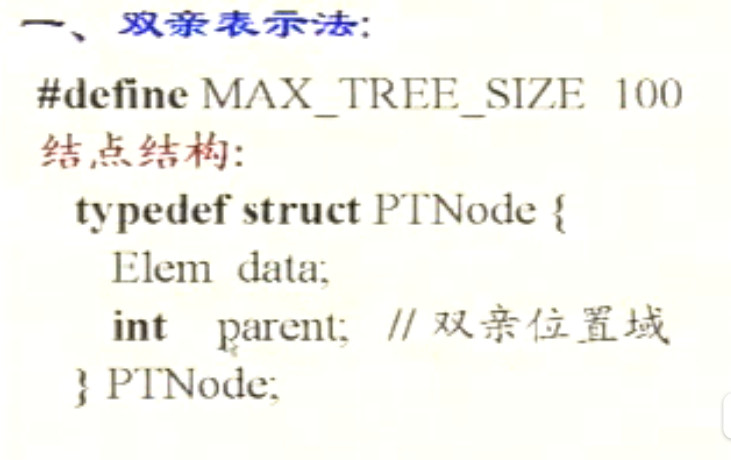 一、双亲表示法:
#define MAX_TREE_SIZE 100
结点结构:
typedef struct PTNode {
Elem data;
int parent; // 双亲位置域
} PTNode;